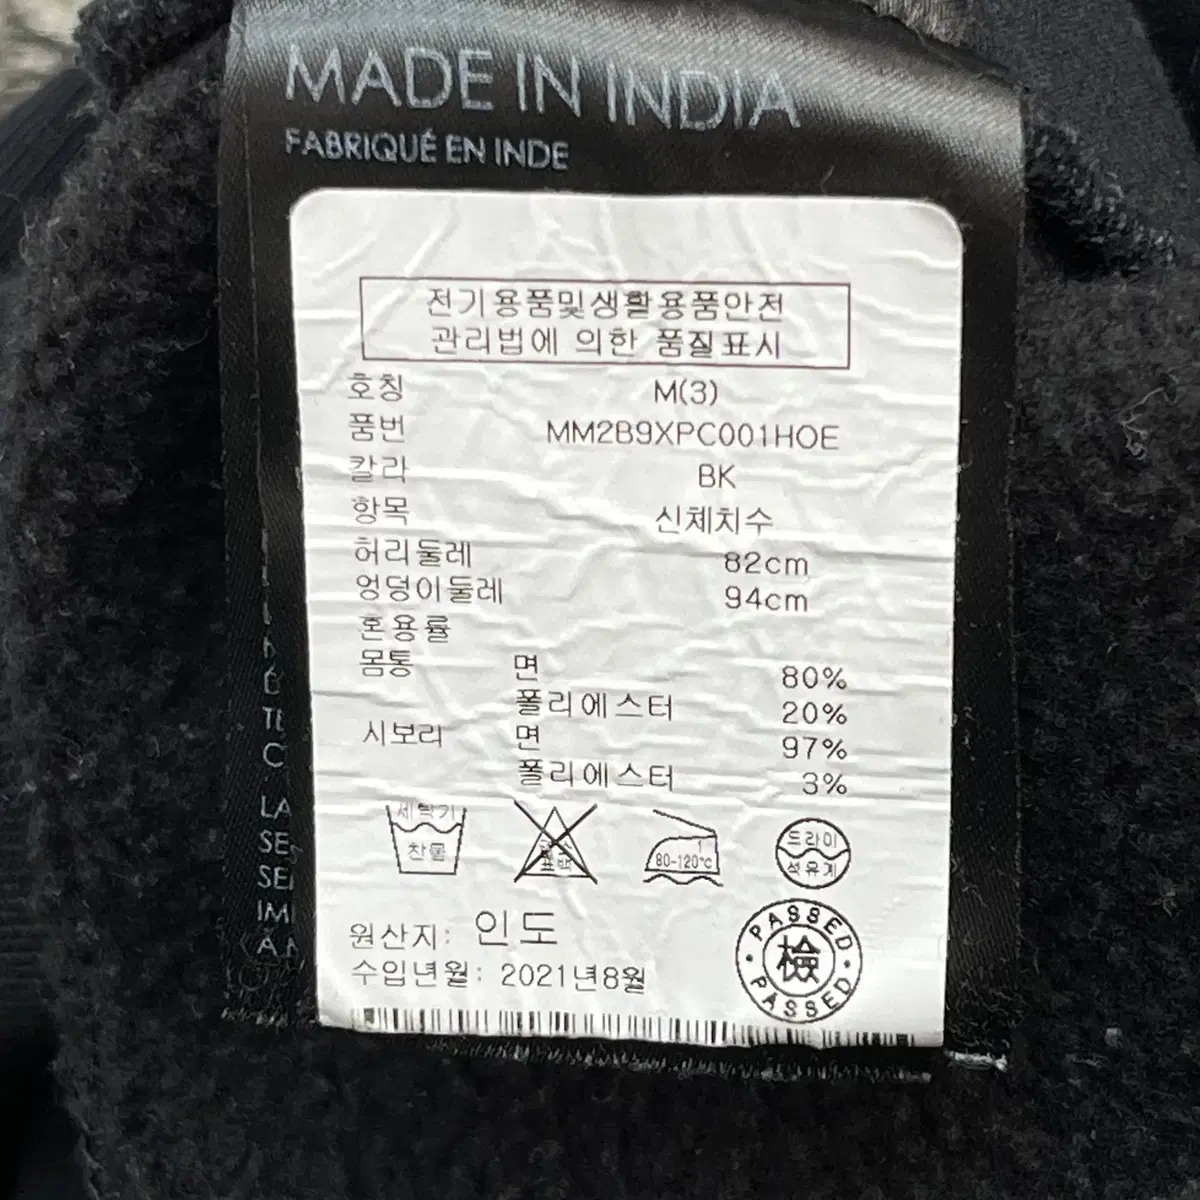 MADE IN INDIA
FABRIQUÉ EN INDE
전기용품및생활용품안전
관리법에 의한 품질표시
호칭 M(3)
품번 MM2B9XPC001HOE
칼라 BK
항목 신체치수
허리둘레 82cm
엉덩이둘레 94cm
혼용률
몸통 면 80%
폴리에스터 20%
시보리 면 97%
폴리에스터 3%
세탁기
찬물
표백
80-120℃
드라이
석유계
원산지: 인도
수입년월: 2021년8월
PASSED
檢
PASSED
LA
SE